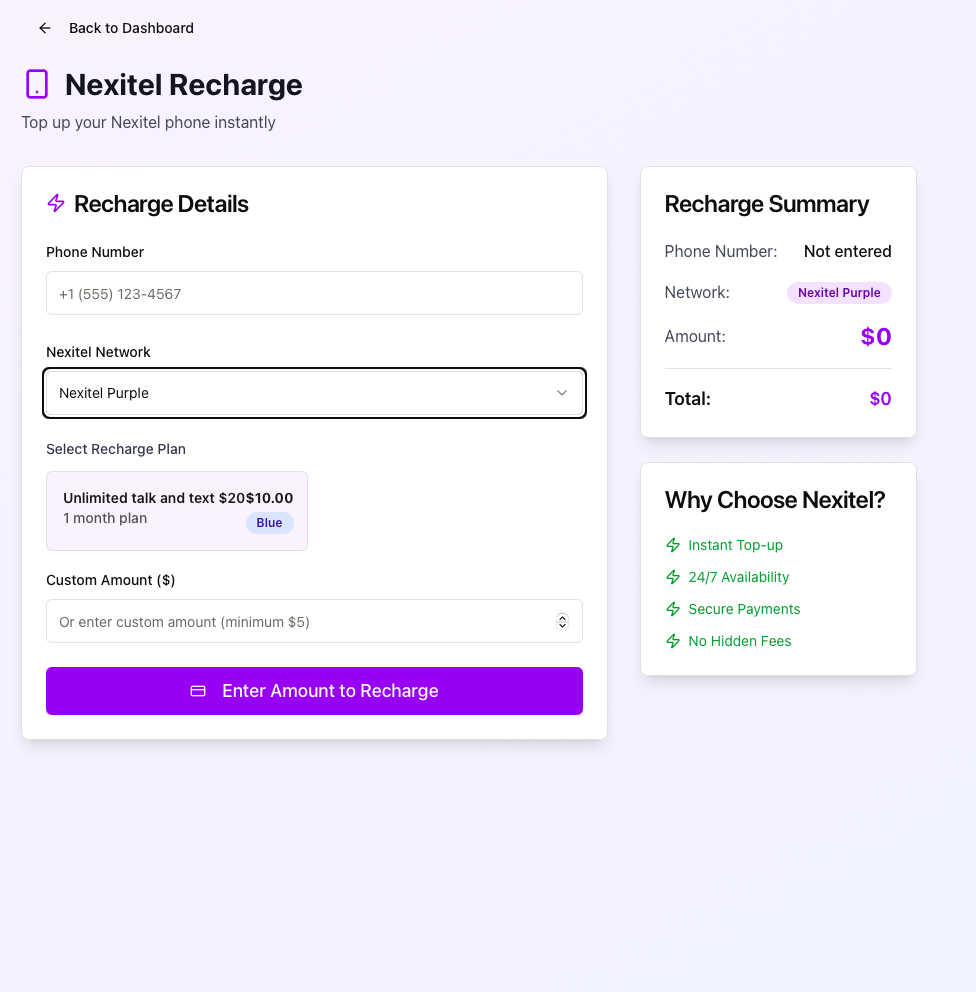 Back to Dashboard
Nexitel Recharge
Top up your Nexitel phone instantly
Recharge Details
Phone Number
+1 (555) 123-4567
Nexitel Network
Nexitel Purple
Select Recharge Plan
Unlimited talk and text $20$10.00
1 month plan
Blue
Custom Amount ($)
Or enter custom amount (minimum $5)
Enter Amount to Recharge
Recharge Summary
Phone Number: Not entered
Network: Nexitel Purple
Amount: $0
Total: $0
Why Choose Nexitel?
Instant Top-up
24/7 Availability
Secure Payments
No Hidden Fees